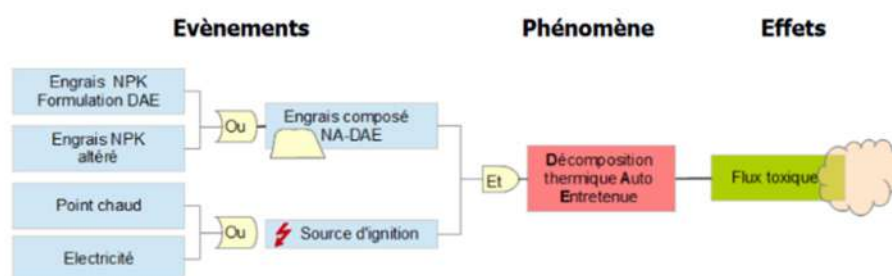 Evènements
Phénomène
Effets
Engrais NPK
Formulation DAE
Engrais NPK
altéré
Ou
Engrais composé
NA-DAE
Point chaud
Electricité
Ou
Source d'ignition
Et
Décomposition
thermique Auto
Entretenue
Flux toxique